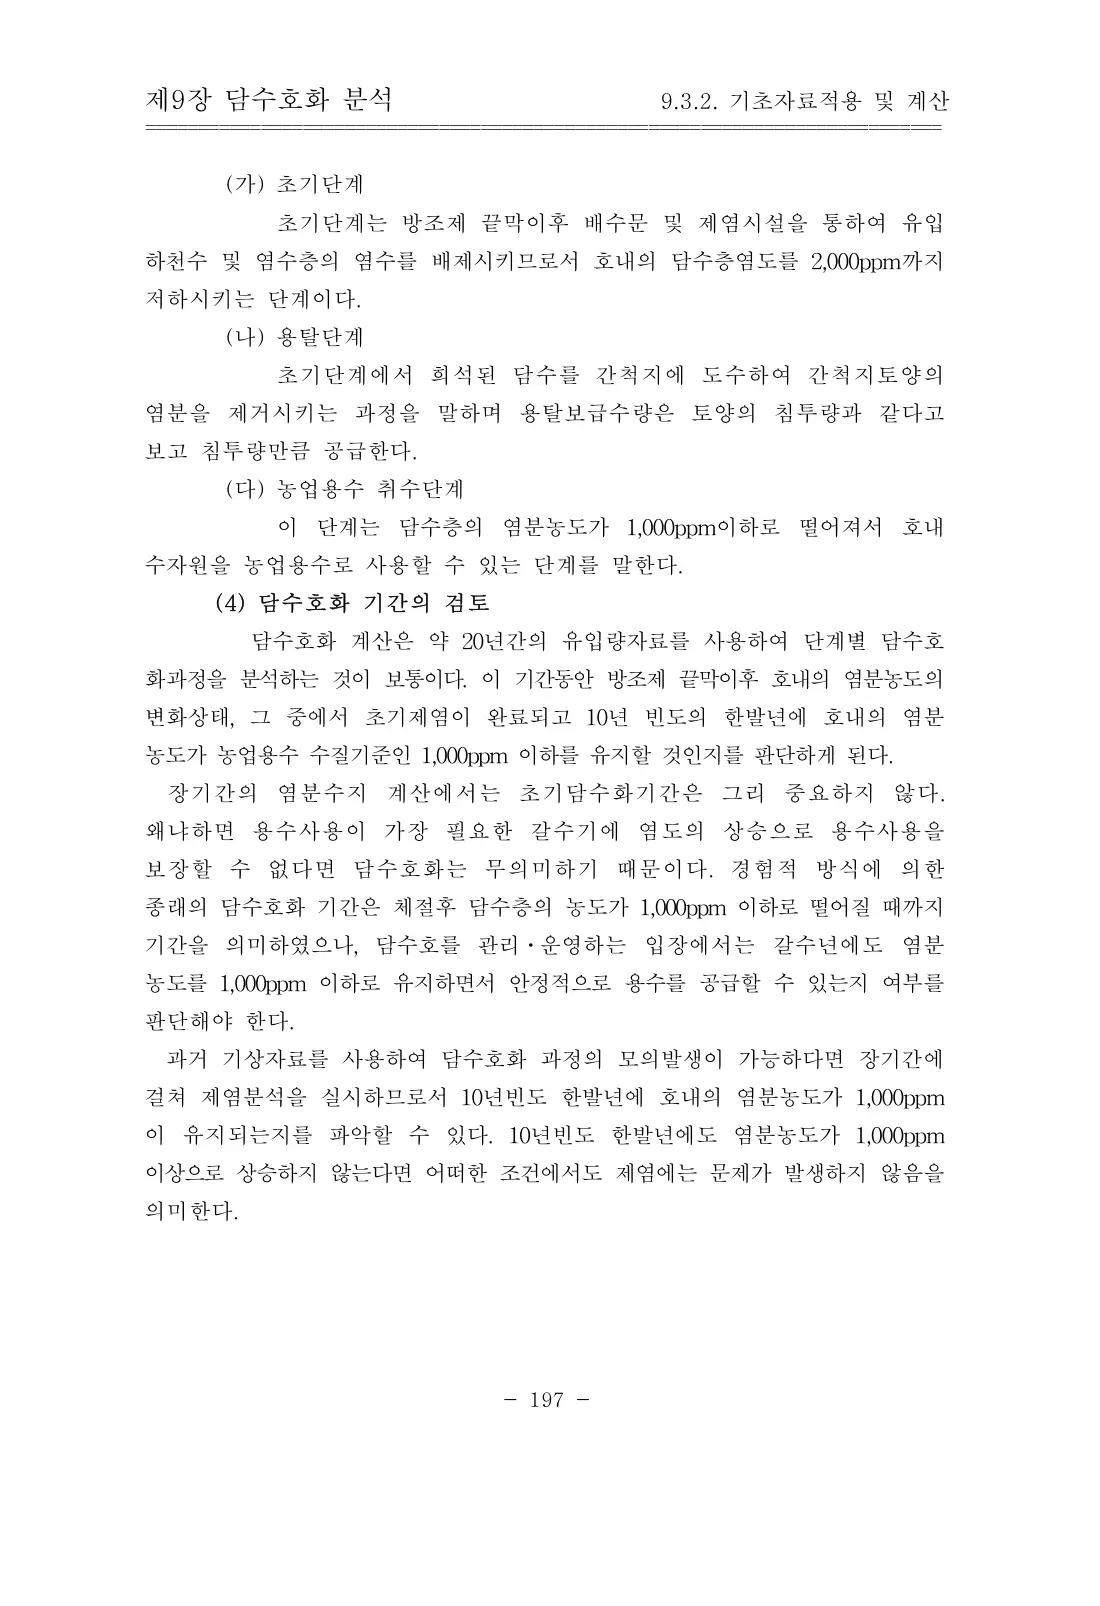 제9장 담수호화 분석
9.3.2. 기초자료적용 및 계산
(가) 초기단계
초기단계는 방조제 끝막이후 배수문 및 제염시설을 통하여 유입
하천수 및 염수층의 염수를 배제시키므로서 호내의 담수층염도를 2,000ppm까지
저하시키는 단계이다.
(나) 용탈단계
초기단계에서 희석된 담수를 간척지에 도수하여 간척지토양의
염분을 제거시키는 과정을 말하며 용탈보급수량은 토양의 침투량과 같다고
보고 침투량만큼 공급한다.
(다) 농업용수 취수단계
이 단계는 담수층의 염분농도가 1,000ppm이하로 떨어져서 호내
수자원을 농업용수로 사용할 수 있는 단계를 말한다.
(4) 담수호화 기간의 검토
담수호화 계산은 약 20년간의 유입량자료를 사용하여 단계별 담수호
화과정을 분석하는 것이 보통이다. 이 기간동안 방조제 끝막이후 호내의 염분농도의
변화상태, 그 중에서 초기제염이 완료되고 10년 빈도의 한발년에 호내의 염분
농도가 농업용수 수질기준인 1,000ppm 이하를 유지할 것인지를 판단하게 된다.
장기간의 염분수지 계산에서는 초기담수화기간은 그리 중요하지 않다.
왜냐하면 용수사용이 가장 필요한 갈수기에 염도의 상승으로 용수사용을
보장할 수 없다면 담수호화는 무의미하기 때문이다. 경험적 방식에 의한
종래의 담수호화 기간은 체절후 담수층의 농도가 1,000ppm 이하로 떨어질 때까지
기간을 의미하였으나, 담수호를 관리·운영하는 입장에서는 갈수년에도 염분
농도를 1,000ppm 이하로 유지하면서 안정적으로 용수를 공급할 수 있는지 여부를
판단해야 한다.
과거 기상자료를 사용하여 담수호화 과정의 모의발생이 가능하다면 장기간에
걸쳐 제염분석을 실시하므로서 10년빈도 한발년에 호내의 염분농도가 1,000ppm
이 유지되는지를 파악할 수 있다. 10년빈도 한발년에도 염분농도가 1,000ppm
이상으로 상승하지 않는다면 어떠한 조건에서도 제염에는 문제가 발생하지 않음을
의미한다.
- 197 -